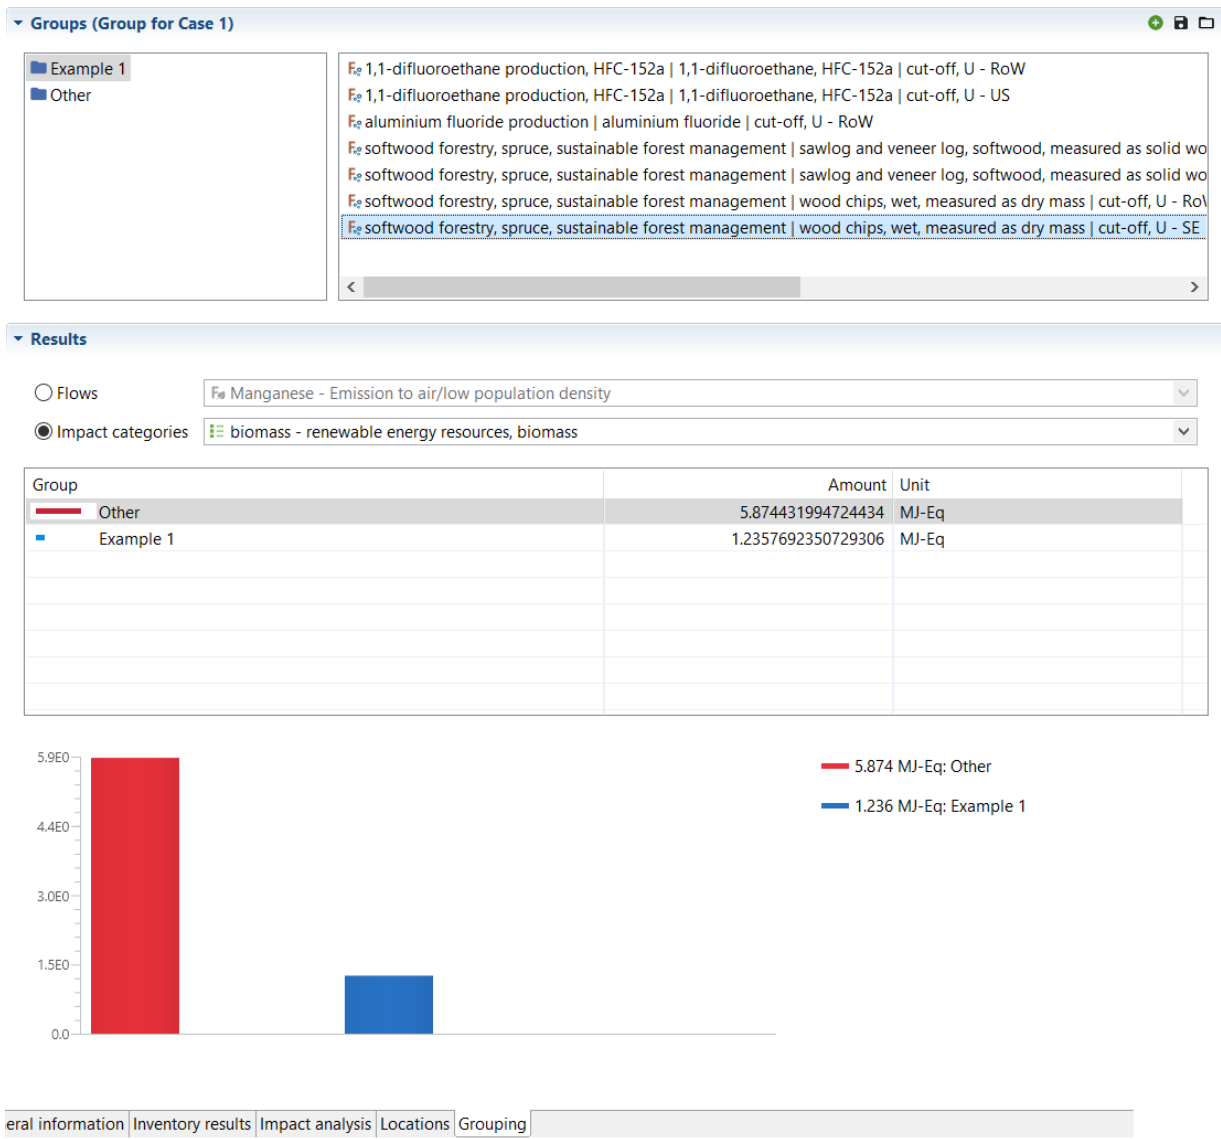 Groups (Group for Case 1)
Example 1
Other
1,1-difluoroethane production, HFC-152a | 1,1-difluoroethane, HFC-152a | cut-off, U - RoW
1,1-difluoroethane production, HFC-152a | 1,1-difluoroethane, HFC-152a | cut-off, U - US
aluminium fluoride production | aluminium fluoride | cut-off, U - RoW
softwood forestry, spruce, sustainable forest management | sawlog and veneer log, softwood, measured as solid wo
softwood forestry, spruce, sustainable forest management | sawlog and veneer log, softwood, measured as solid wo
softwood forestry, spruce, sustainable forest management | wood chips, wet, measured as dry mass | cut-off, U - Ro
softwood forestry, spruce, sustainable forest management | wood chips, wet, measured as dry mass | cut-off, U - SE
Results
Flows Manganese - Emission to air/low population density
Impact categories biomass - renewable energy resources, biomass
Group Amount Unit
Other 5.874431994724434 MJ-Eq
Example 1 1.2357692350729306 MJ-Eq
5.9E0
4.4E0
3.0E0
1.5E0
0.0
5.874 MJ-Eq: Other
1.236 MJ-Eq: Example 1
eral information Inventory results Impact analysis Locations Grouping